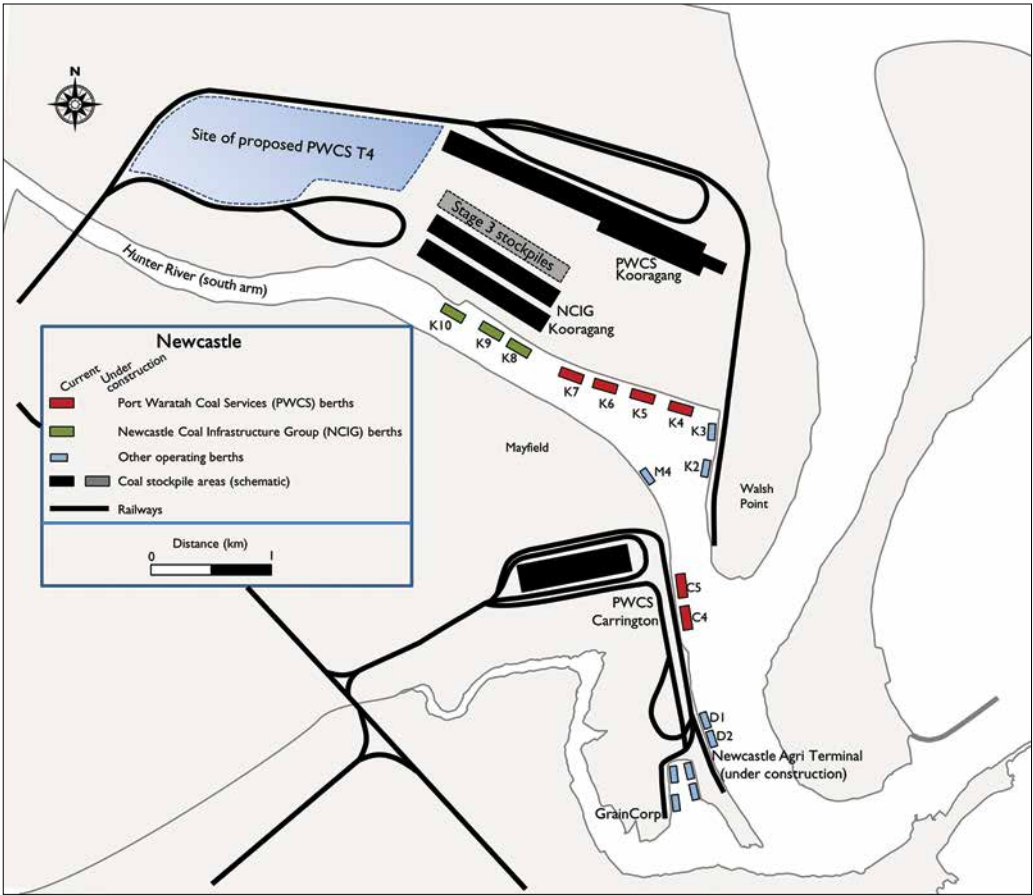 N
Site of proposed PWCS T4
Stage 3 stockpiles
PWCS
Kooragang
Hunter River (south arm)
NCIG
Kooragang
K10
K9
K8
K7
K6
K5
K4
K3
K2
M4
Mayfield
Walsh
Point
Newcastle
Current
Under
construction
Port Waratah Coal Services (PWCS) berths
Newcastle Coal Infrastructure Group (NCIG) berths
Other operating berths
Coal stockpile areas (schematic)
Railways
Distance (km)
0 1
PWCS
Carrington
C5
C4
D1
D2
Newcastle Agri Terminal
(under construction)
GrainCorp